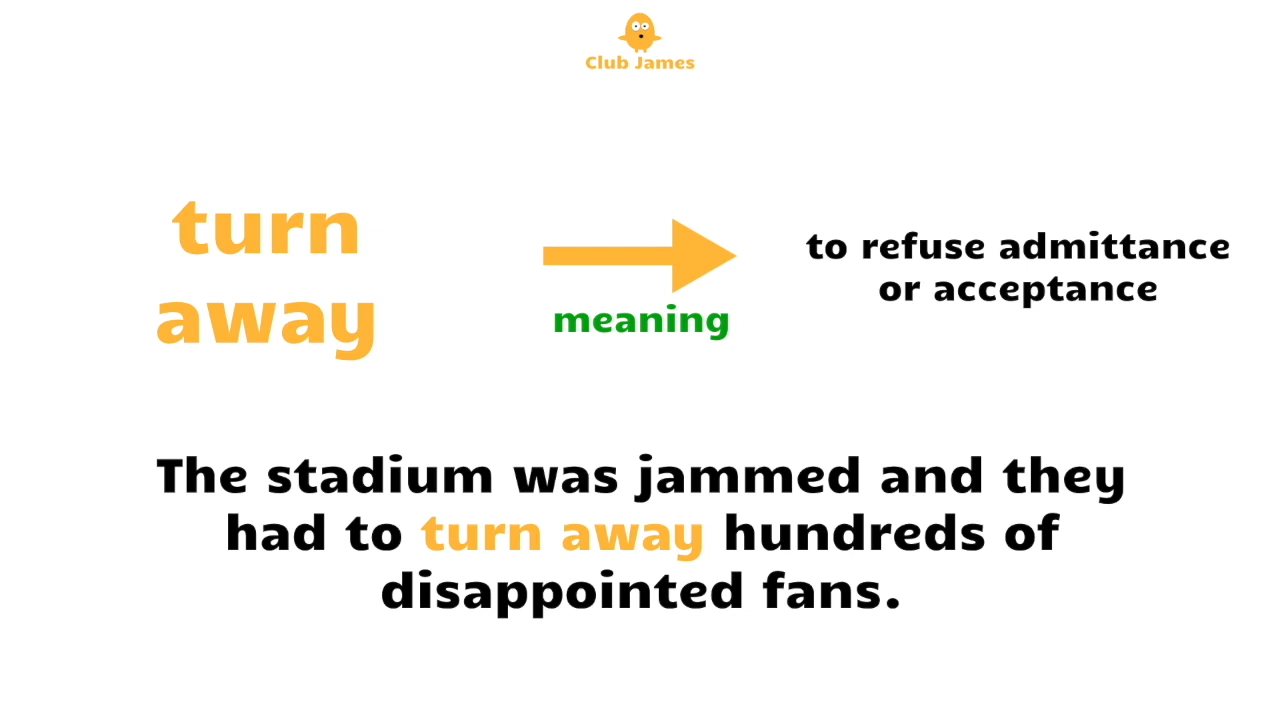 Club James
turn
away
meaning
to refuse admittance
or acceptance
The stadium was jammed and they
had to turn away hundreds of
disappointed fans.